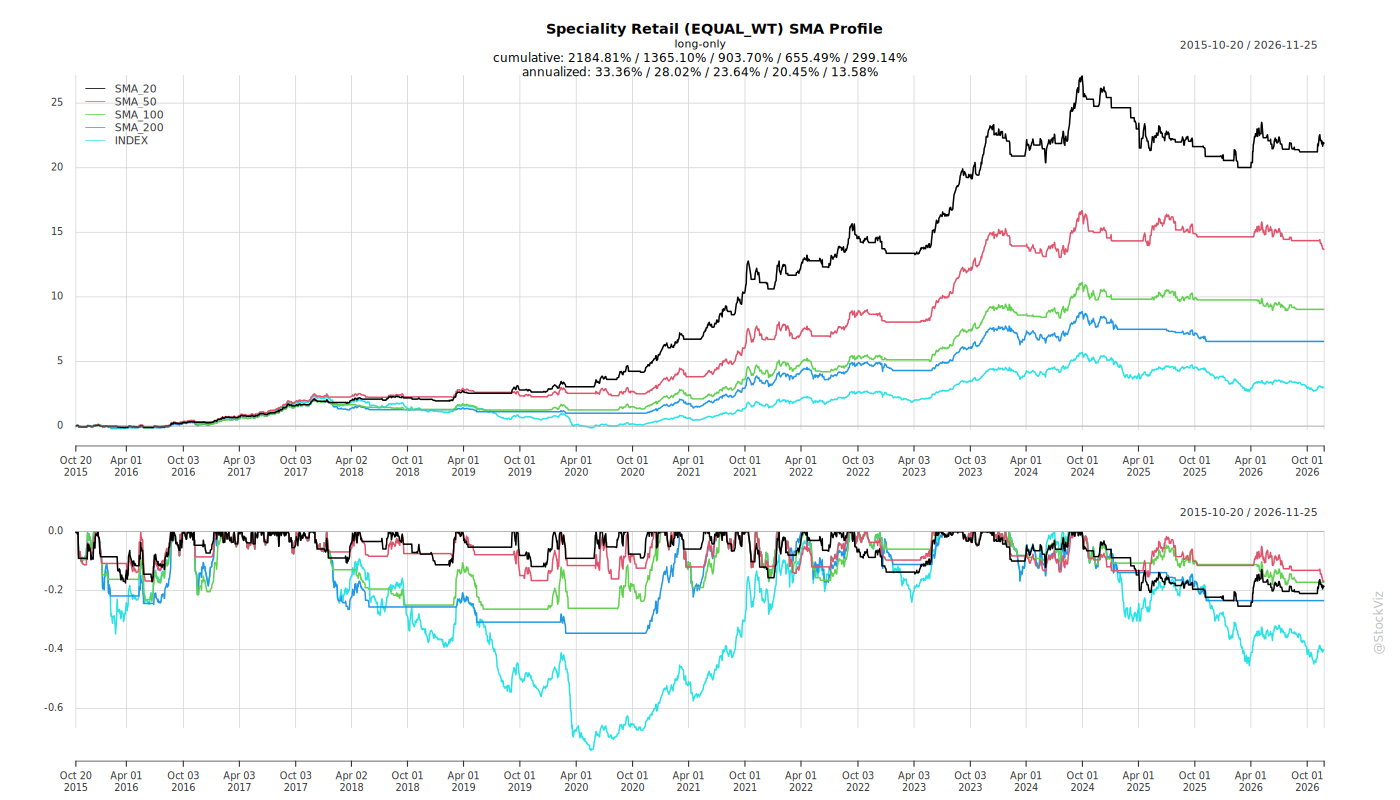 Speciality Retail (EQUAL_WT) SMA Profile
long-only
cumulative: 2184.81% / 1365.10% / 903.70% / 655.49% / 299.14%
annualized: 33.36% / 28.02% / 23.64% / 20.45% / 13.58%
2015-10-20 / 2026-11-25
SMA_20
SMA_50
SMA_100
SMA_200
INDEX
25
20
15
10
5
0
Oct 20 Apr 01 Oct 03 Apr 03 Oct 03 Apr 02 Oct 01 Apr 01 Oct 01 Apr 01 Oct 01 Apr 01 Oct 01 Apr 01 Oct 03 Apr 03 Oct 03 Apr 01 Oct 01 Apr 01 Oct 01 Apr 01 Oct 01
2015 2016 2016 2017 2017 2018 2018 2019 2019 2020 2020 2021 2021 2022 2022 2023 2023 2024 2024 2025 2025 2026 2026
2015-10-20 / 2026-11-25
0.0
-0.2
-0.4
-0.6
Oct 20 Apr 01 Oct 03 Apr 03 Oct 03 Apr 02 Oct 01 Apr 01 Oct 01 Apr 01 Oct 01 Apr 01 Oct 01 Apr 01 Oct 03 Apr 03 Oct 03 Apr 01 Oct 01 Apr 01 Oct 01 Apr 01 Oct 01
2015 2016 2016 2017 2017 2018 2018 2019 2019 2020 2020 2021 2021 2022 2022 2023 2023 2024 2024 2025 2025 2026 2026
@StockViz